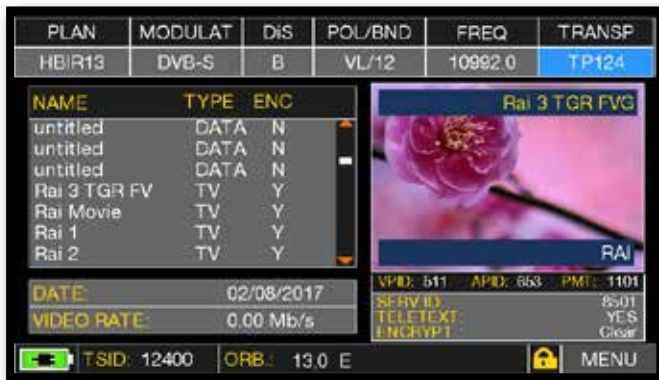 PLAN MODULAT DiS POL/BND FREQ TRANSP
HBIR13 DVB-S B VL/12 10992.0 TP124
NAME TYPE ENC
untitled DATA N
untitled DATA N
untitled DATA N
Rai 3 TGR FV TV Y
Rai Movie TV Y
Rai 1 TV Y
Rai 2 TV Y
Rai 3 TGR FVG
RAI
VPID: 511 APID: 653 PMT: 1101
SERV ID: 8501
TELETEXT: YES
ENCRYPT: Clear
DATE: 02/08/2017
VIDEO RATE: 0.00 Mb/s
TSID: 12400 ORB.: 13,0 E MENU